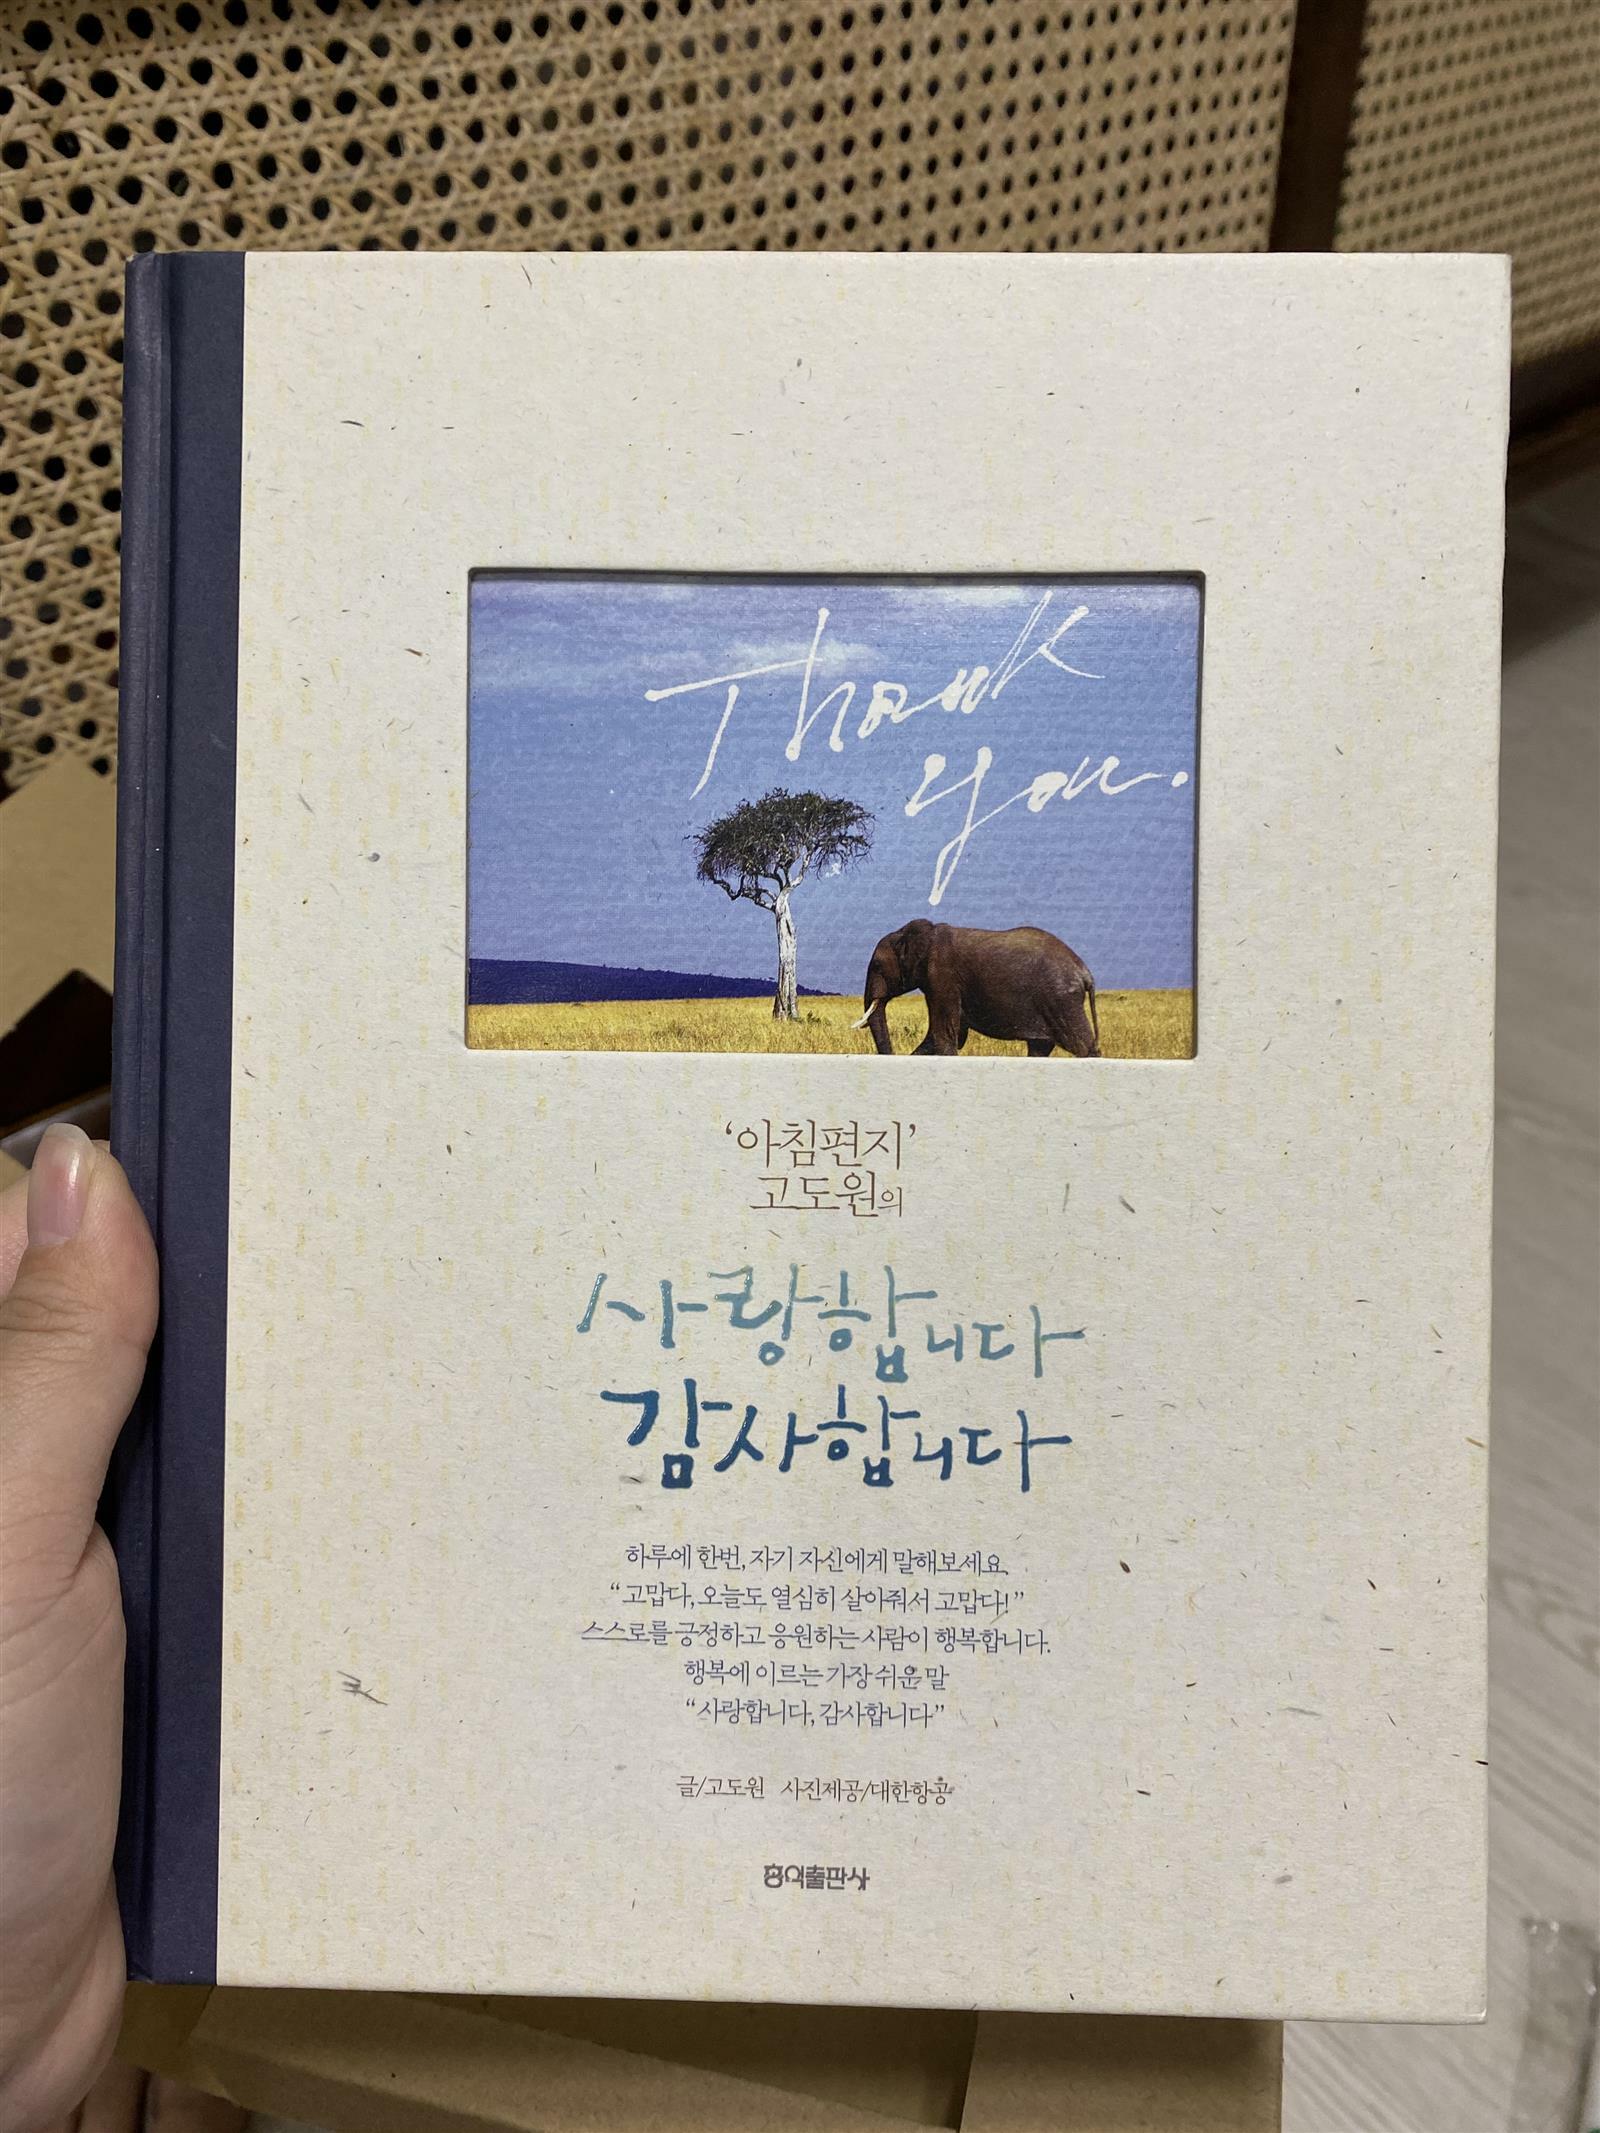 Thank
you.
‘아침편지’
고도원의
사랑합니다
감사합니다
하루에 한번, 자기 자신에게 말해보세요.
“고맙다, 오늘도 열심히 살아줘서 고맙다!”
스스로를 긍정하고 응원하는 사람이 행복합니다.
행복에 이르는 가장 쉬운 말
“사랑합니다, 감사합니다”
글/고도원 사진제공/대한항공
홍익출판사